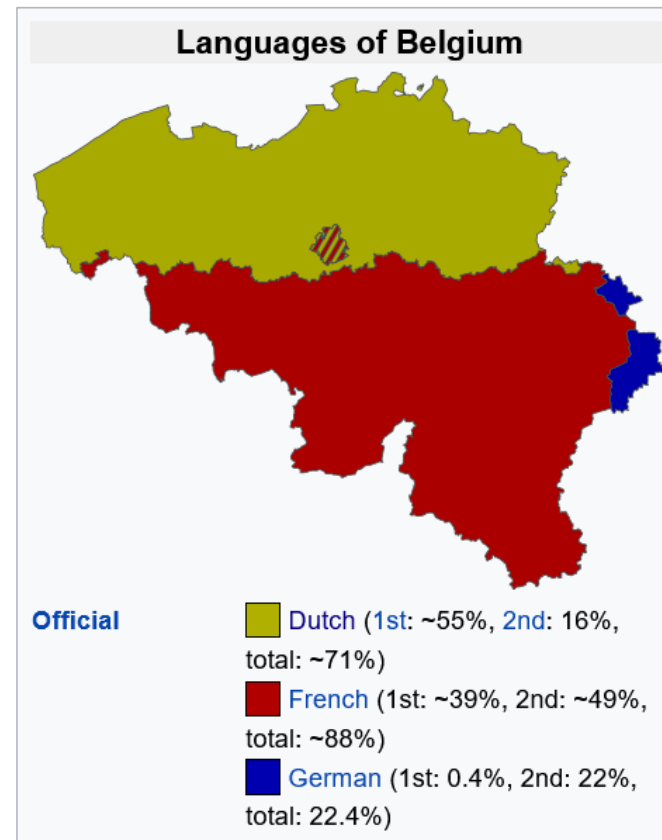 Languages of Belgium
Official
Dutch (1st: ~55%, 2nd: 16%,
total: ~71%)
French (1st: ~39%, 2nd: ~49%,
total: ~88%)
German (1st: 0.4%, 2nd: 22%,
total: 22.4%)